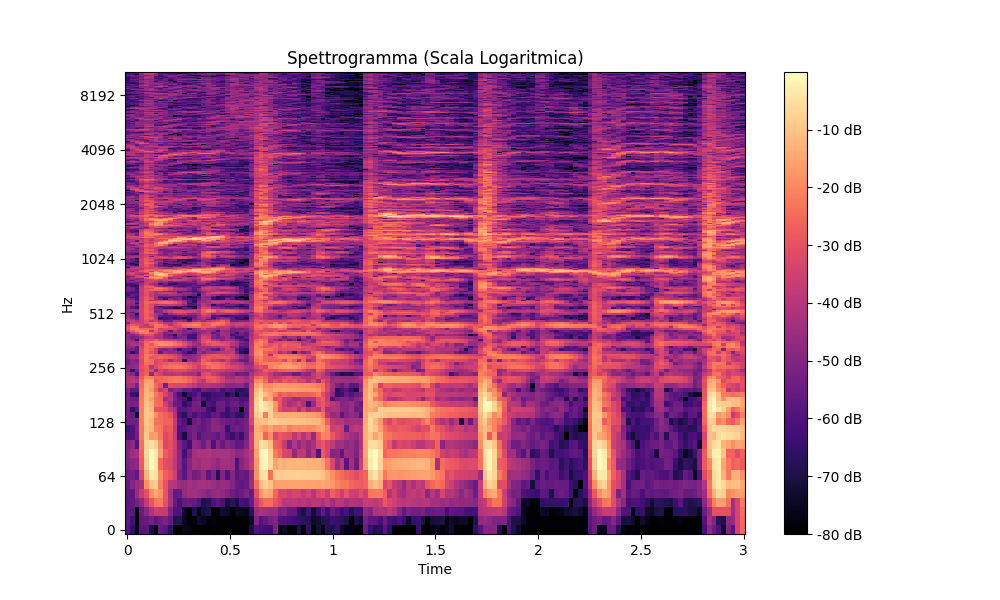 Spettrogramma (Scala Logaritmica)
8192
4096
2048
1024
512
256
128
64
0
Hz
0
0.5
1
1.5
2
2.5
3
Time
-10 dB
-20 dB
-30 dB
-40 dB
-50 dB
-60 dB
-70 dB
-80 dB